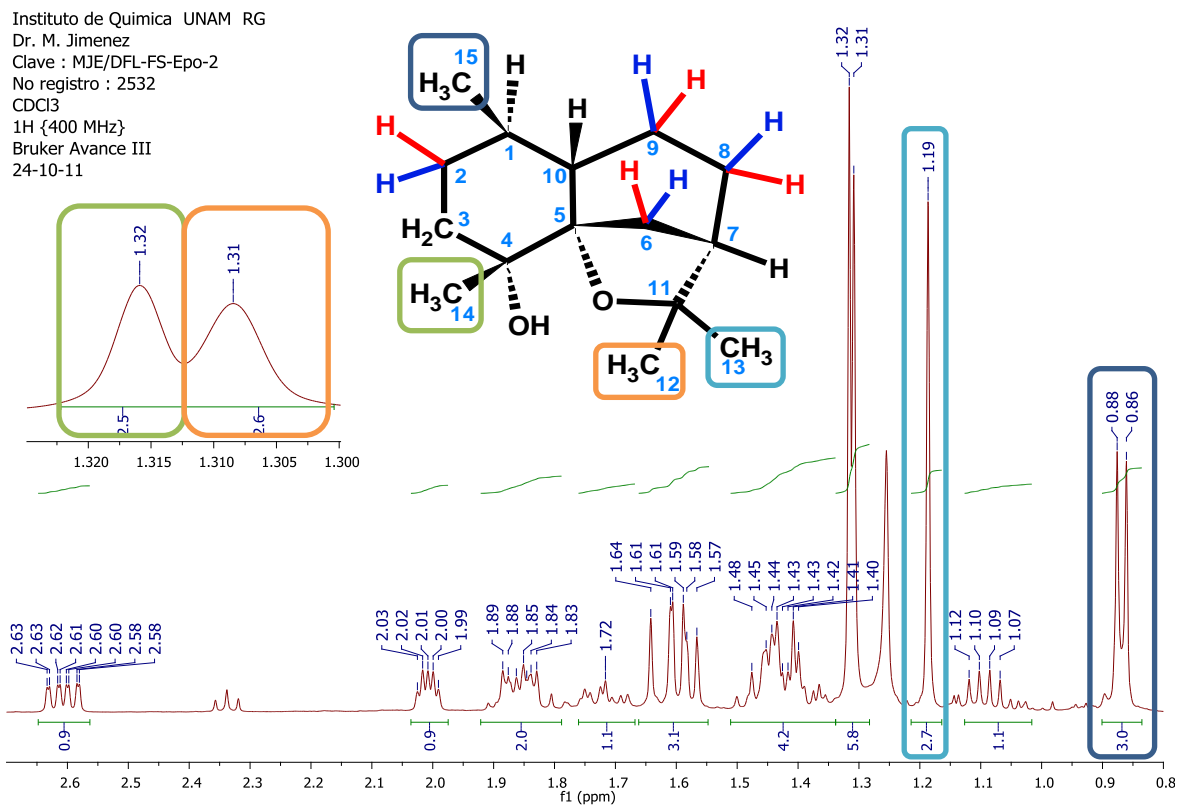 Instituto de Quimica UNAM RG
Dr. M. Jimenez
Clave : MJE/DFL-FS-Epo-2
No registro : 2532
CDCl3
1H {400 MHz}
Bruker Avance III
24-10-11
1.32
1.31
2.5
2.6
1.320 1.315 1.310 1.305 1.300
15
H3C
H
H
H
H
H
H
1
9
H
H
2
10
8
H
H
H
H2C
3
4
5
6
7
H
H3C
14
OH
O
11
H3C
12
CH3
13
1.32
1.31
1.19
0.88
0.86
2.63
2.63
2.62
2.61
2.60
2.60
2.58
2.58
2.03
2.02
2.01
2.00
1.99
1.89
1.88
1.85
1.84
1.83
1.72
1.64
1.61
1.61
1.59
1.58
1.57
1.48
1.45
1.44
1.43
1.43
1.42
1.41
1.40
1.12
1.10
1.09
1.07
0.9
0.9
2.0
1.1
3.1
4.2
5.8
2.7
1.1
3.0
2.6 2.5 2.4 2.3 2.2 2.1 2.0 1.9 1.8 1.7 1.6 1.5 1.4 1.3 1.2 1.1 1.0 0.9 0.8
f1 (ppm)